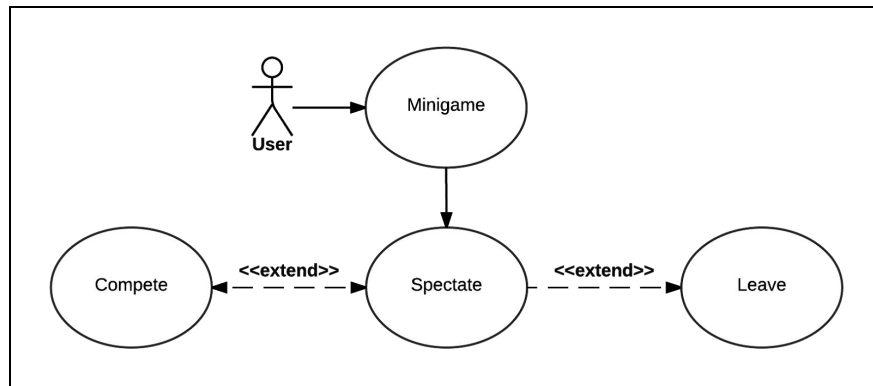 Minigame
User
<<extend>>
<<extend>>
Compete
Spectate
Leave